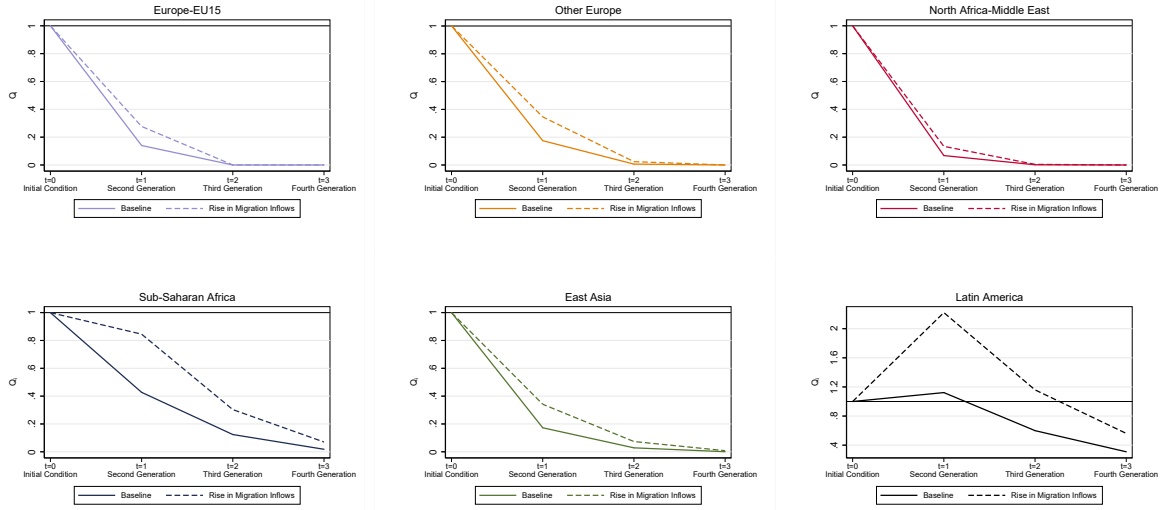 Europe-EU15
1
.8
.6
.4
.2
0
Qᵢ
t=0 t=1 t=2 t=3
Initial Condition Second Generation Third Generation Fourth Generation
Baseline Rise in Migration Inflows
Other Europe
1
.8
.6
.4
.2
0
Qᵢ
t=0 t=1 t=2 t=3
Initial Condition Second Generation Third Generation Fourth Generation
Baseline Rise in Migration Inflows
North Africa-Middle East
1
.8
.6
.4
.2
0
Qᵢ
t=0 t=1 t=2 t=3
Initial Condition Second Generation Third Generation Fourth Generation
Baseline Rise in Migration Inflows
Sub-Saharan Africa
1
.8
.6
.4
.2
0
Qᵢ
t=0 t=1 t=2 t=3
Initial Condition Second Generation Third Generation Fourth Generation
Baseline Rise in Migration Inflows
East Asia
1
.8
.6
.4
.2
0
Qᵢ
t=0 t=1 t=2 t=3
Initial Condition Second Generation Third Generation Fourth Generation
Baseline Rise in Migration Inflows
Latin America
2
1.6
1.2
.8
.4
Qᵢ
t=0 t=1 t=2 t=3
Initial Condition Second Generation Third Generation Fourth Generation
Baseline Rise in Migration Inflows